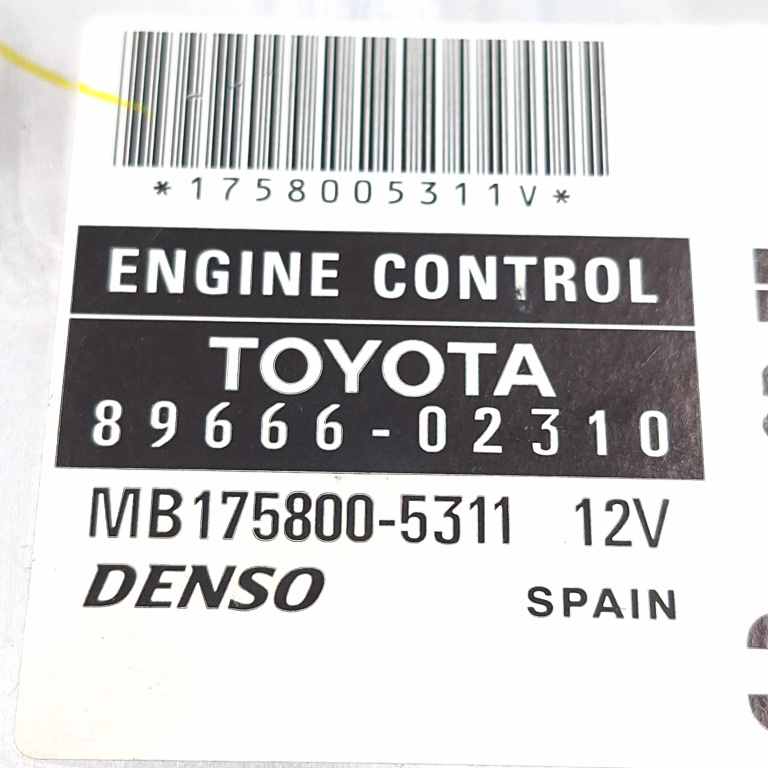 *1758005311V*
ENGINE CONTROL
TOYOTA
89666-02310
MB175800-5311 12V
DENSO SPAIN